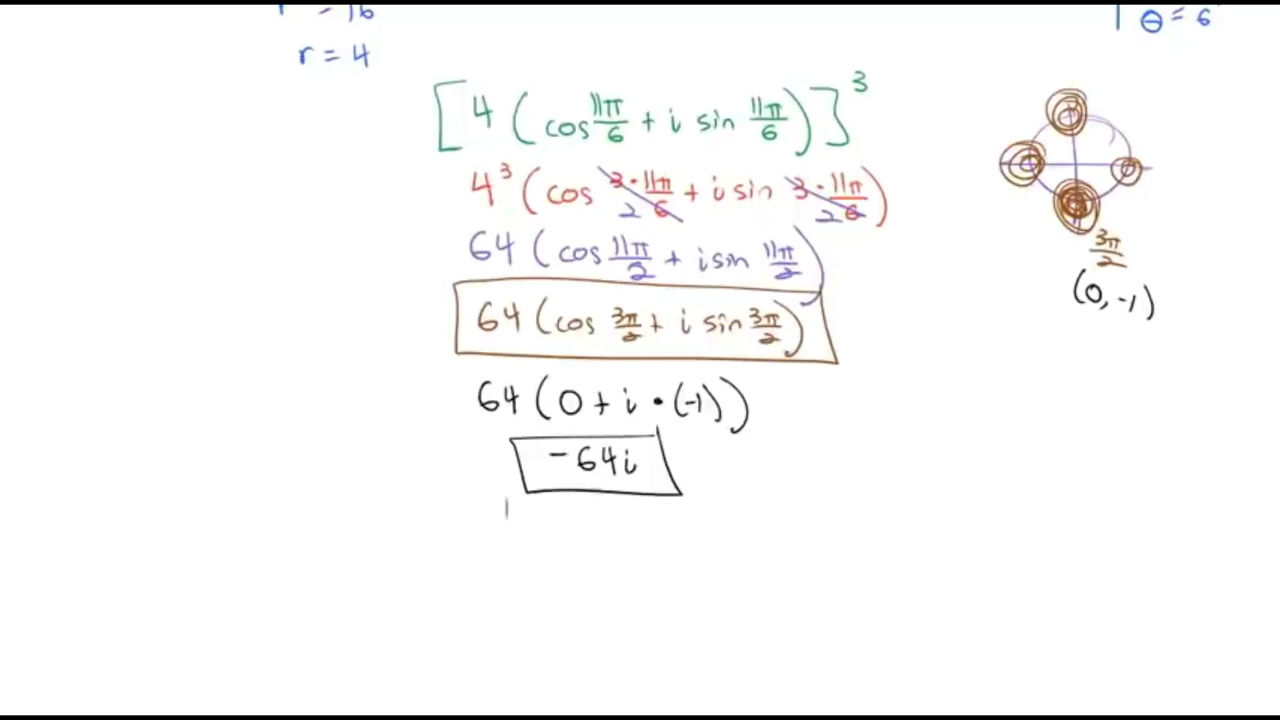 = 16
θ = 6
r = 4
[4 (cos 11π/6 + i sin 11π/6)]³
4³ (cos 3·11π/6 2 + i sin 3·11π/6 2)
64 (cos 11π/2 + i sin 11π/2)
64 (cos 3π/2 + i sin 3π/2)
64 (0 + i • (-1))
-64i
3π/2
(0, -1)